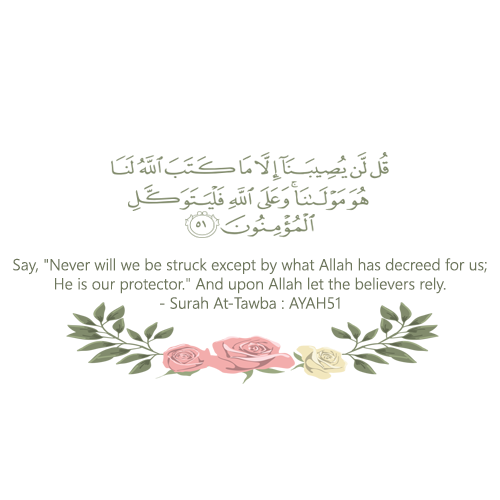 قُل لَّن يُصِيبَنَآ إِلَّا مَا كَتَبَ ٱللَّهُ لَنَا
هُوَ مَوْلَىٰنَا ۚ وَعَلَى ٱللَّهِ فَلْيَتَوَكَّلِ
ٱلْمُؤْمِنُونَ ٥١
Say, "Never will we be struck except by what Allah has decreed for us;
He is our protector." And upon Allah let the believers rely.
- Surah At-Tawba : AYAH51